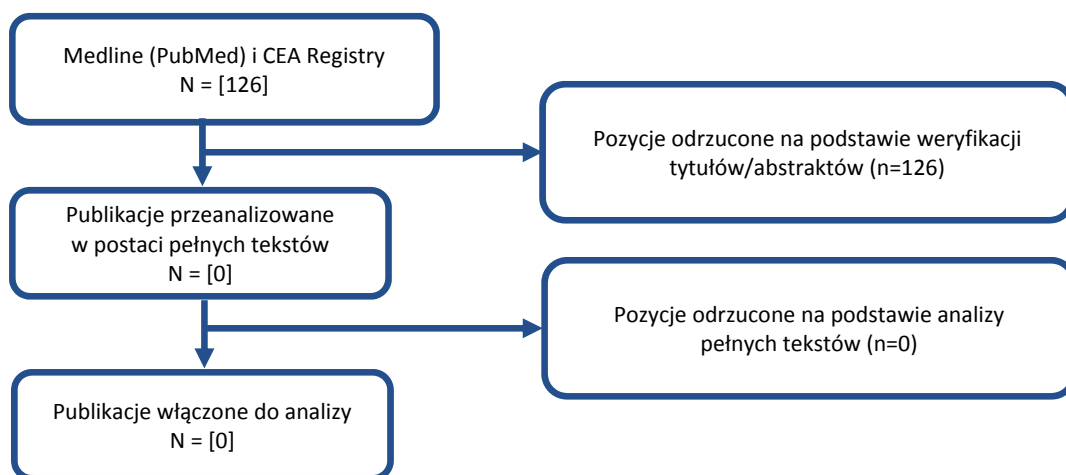 Medline (PubMed) i CEA Registry
N = [126]
Pozycje odrzucone na podstawie weryfikacji
tytułów/abstraktów (n=126)
Publikacje przeanalizowane
w postaci pełnych tekstów
N = [0]
Pozycje odrzucone na podstawie analizy
pełnych tekstów (n=0)
Publikacje włączone do analizy
N = [0]